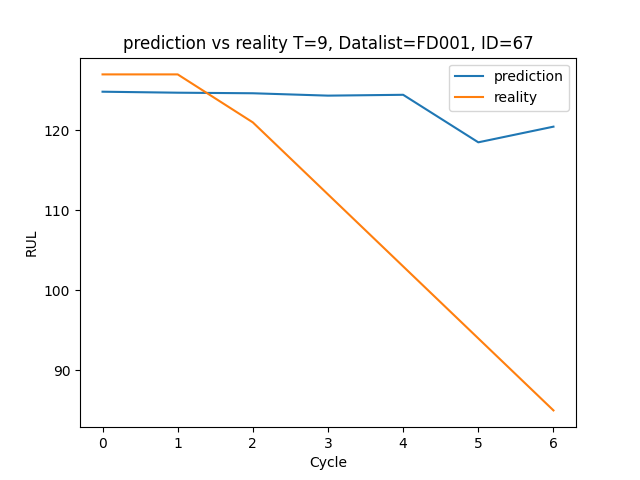 prediction vs reality T=9, Datalist=FD001, ID=67
prediction
reality
120
110
100
90
RUL
0 1 2 3 4 5 6
Cycle